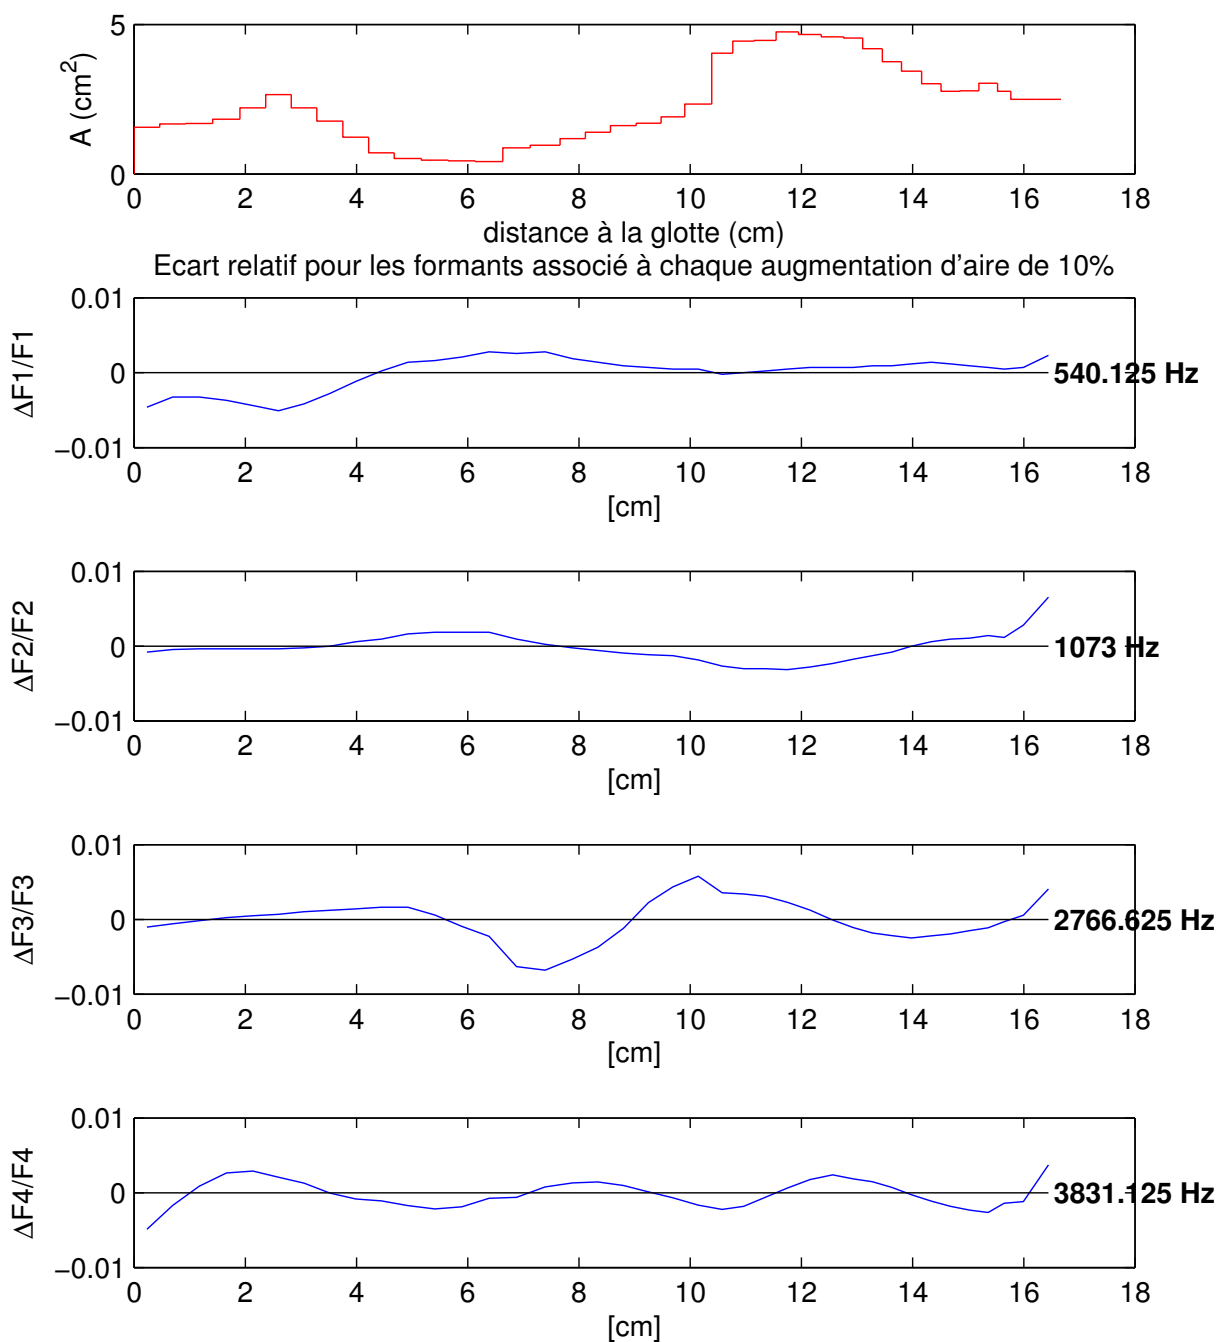 A (cm²)
5
0
0 2 4 6 8 10 12 14 16 18
distance à la glotte (cm)
Ecart relatif pour les formants associé à chaque augmentation d'aire de 10%
ΔF1/F1
0.01
0
−0.01
540.125 Hz
0 2 4 6 8 10 12 14 16 18
[cm]
ΔF2/F2
0.01
0
−0.01
1073 Hz
0 2 4 6 8 10 12 14 16 18
[cm]
ΔF3/F3
0.01
0
−0.01
2766.625 Hz
0 2 4 6 8 10 12 14 16 18
[cm]
ΔF4/F4
0.01
0
−0.01
3831.125 Hz
0 2 4 6 8 10 12 14 16 18
[cm]